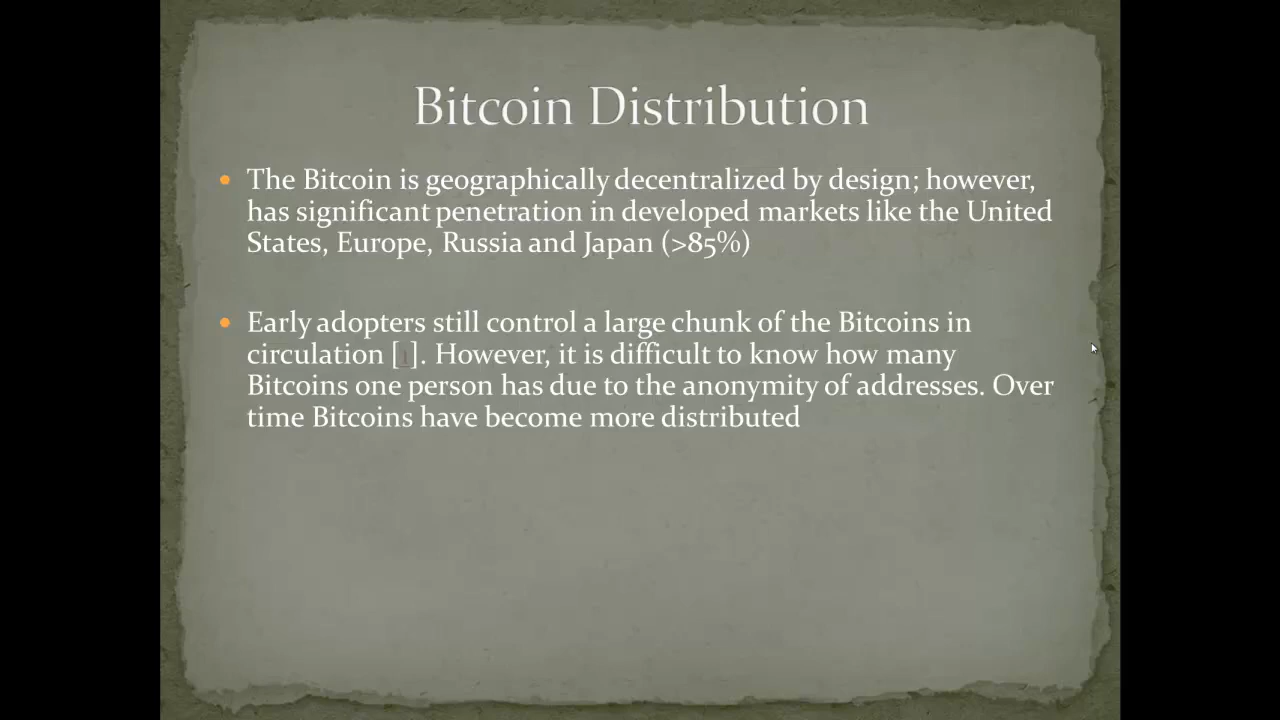 Bitcoin Distribution
• The Bitcoin is geographically decentralized by design; however,
has significant penetration in developed markets like the United
States, Europe, Russia and Japan (>85%)
• Early adopters still control a large chunk of the Bitcoins in
circulation [1]. However, it is difficult to know how many
Bitcoins one person has due to the anonymity of addresses. Over
time Bitcoins have become more distributed